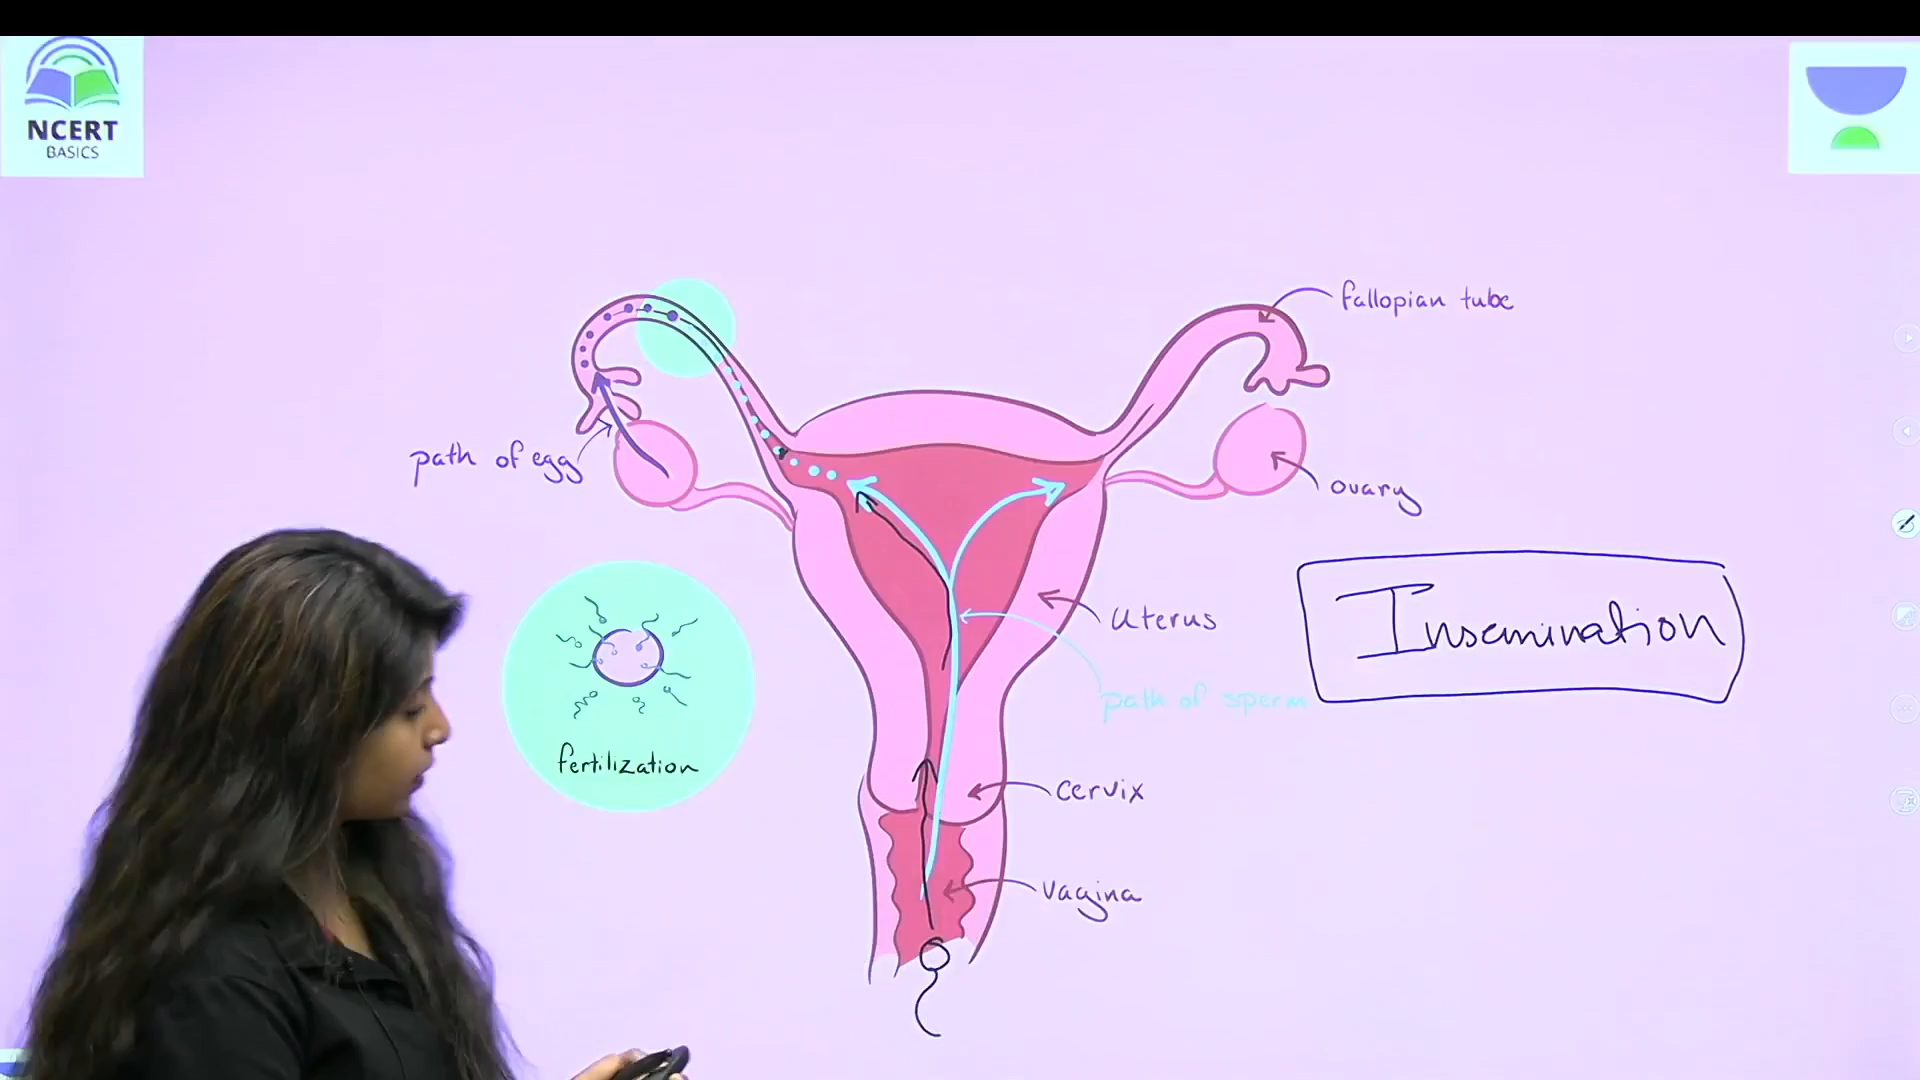 NCERT
BASICS
fallopian tube
path of egg
ovary
Uterus
Insemination
path of sperm
fertilization
cervix
vagina